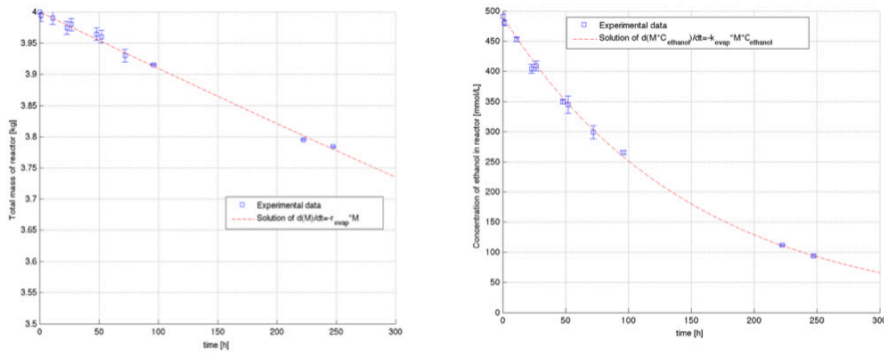 4
3.95
3.9
3.85
3.8
3.75
3.7
3.65
3.6
3.55
3.5
0 50 100 150 200 250 300
time [h]
Total mass of reactor [kg]
Experimental data
Solution of d(M)/dt=-r_evap*M
500
450
400
350
300
250
200
150
100
50
0
0 50 100 150 200 250 300
time [h]
Concentration of ethanol in reactor [mmol/L]
Experimental data
Solution of d(M*C_ethanol)/dt=-k_evap*M*C_ethanol